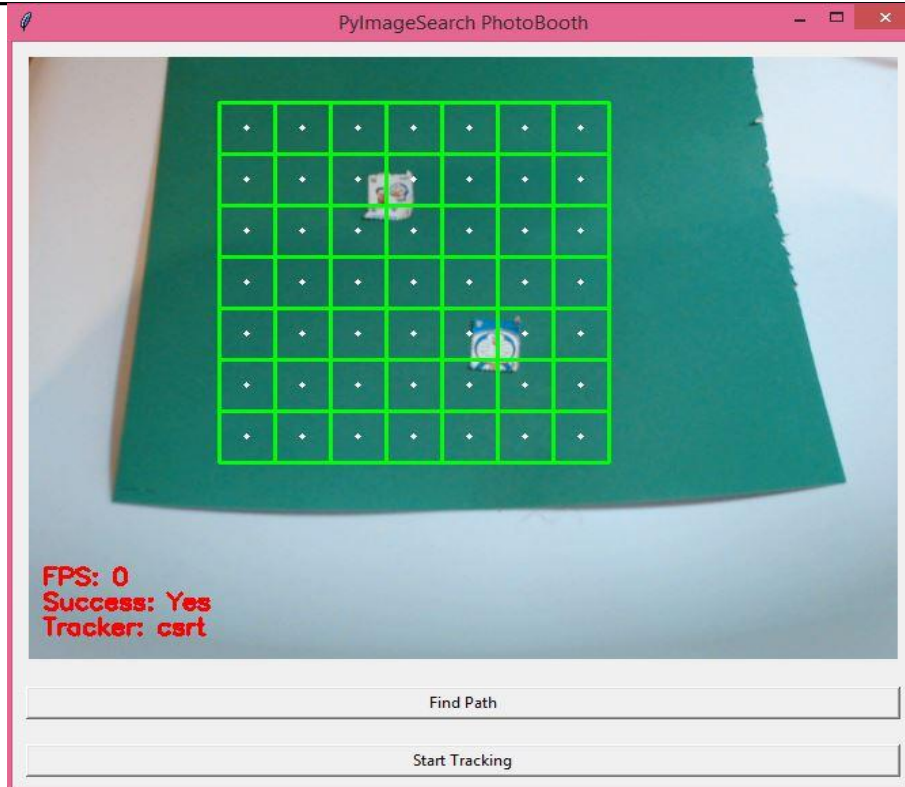 PyImageSearch PhotoBooth
FPS: 0
Success: Yes
Tracker: csrt
Find Path
Start Tracking